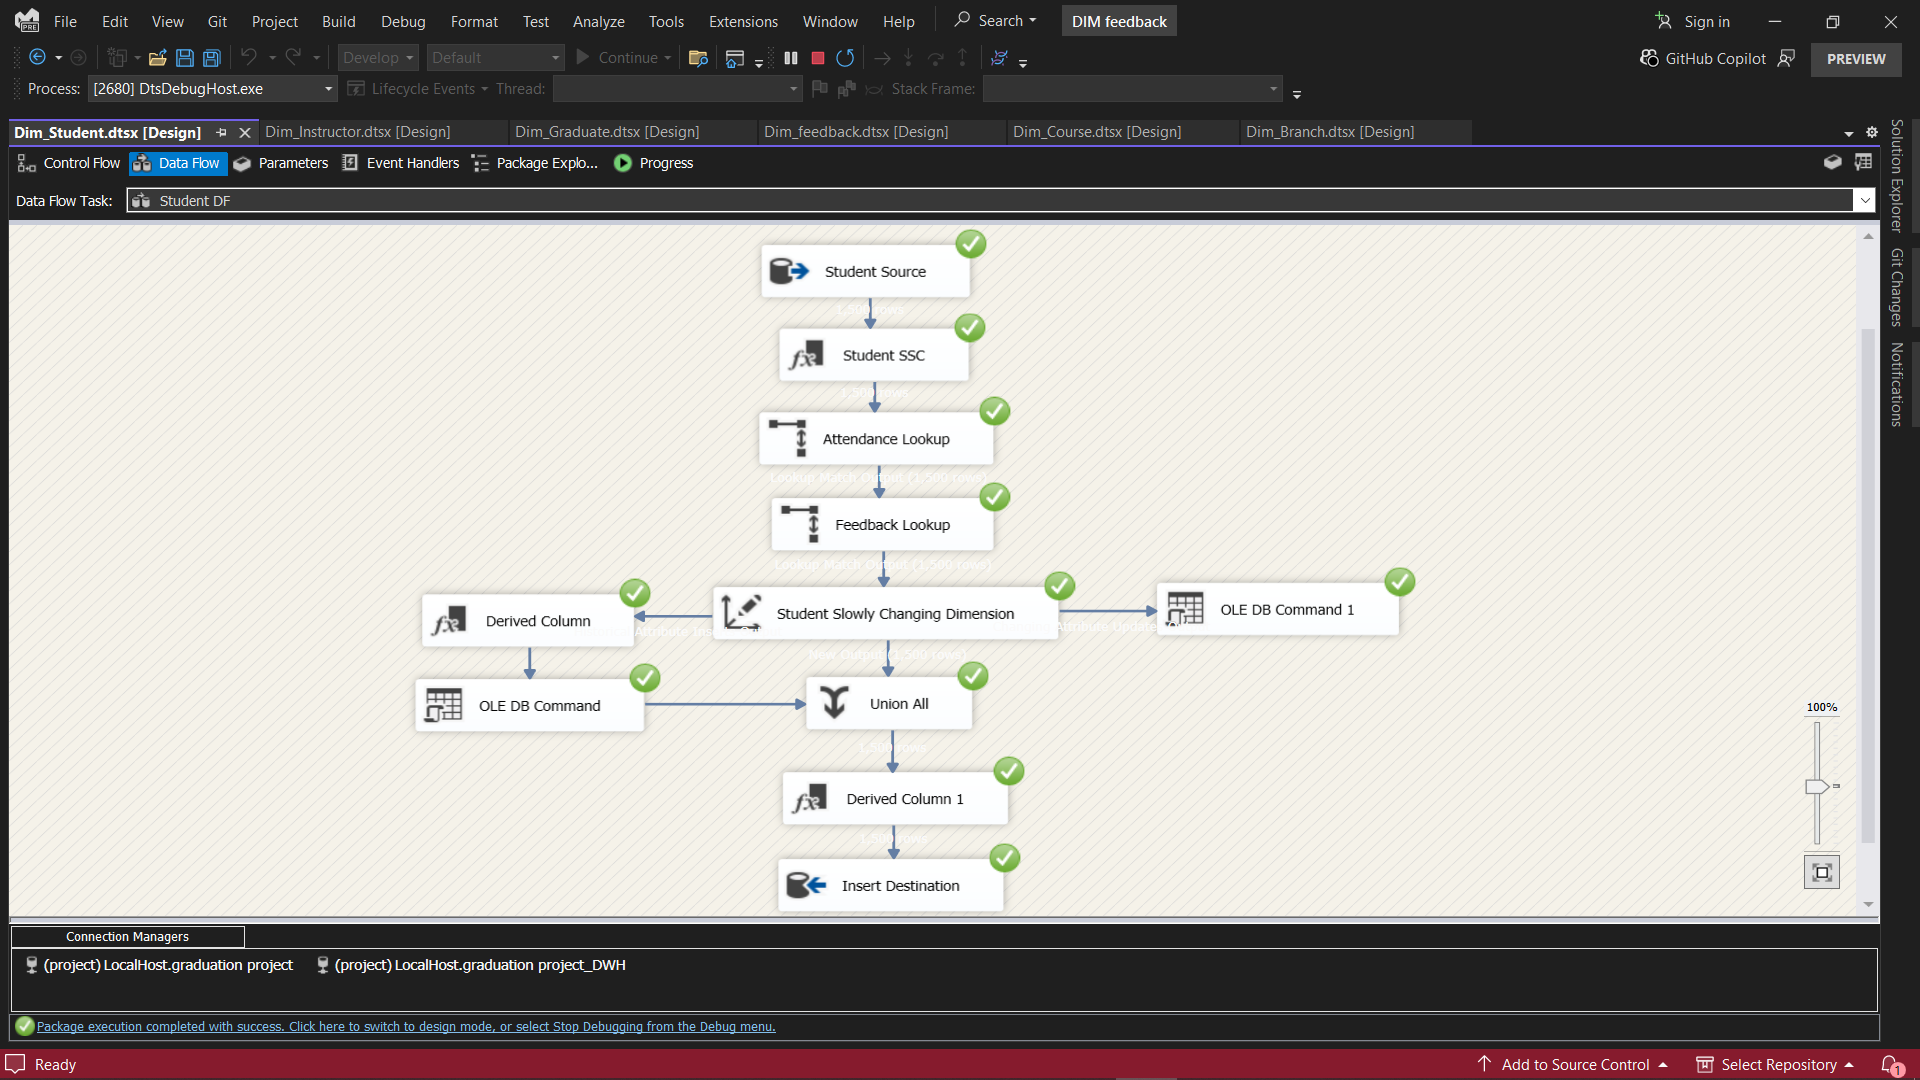 File Edit View Git Project Build Debug Format Test Analyze Tools Extensions Window Help Search DIM feedback Sign in
PRE
Develop Default Continue GitHub Copilot PREVIEW
Process: [2680] DtsDebugHost.exe Lifecycle Events Thread: Stack Frame:
Dim_Student.dtsx [Design] Dim_Instructor.dtsx [Design] Dim_Graduate.dtsx [Design] Dim_feedback.dtsx [Design] Dim_Course.dtsx [Design] Dim_Branch.dtsx [Design]
Control Flow Data Flow Parameters Event Handlers Package Explo... Progress
Data Flow Task: Student DF
Solution Explorer
Git Changes
Notifications
Student Source
1,500 rows
Student SSC
1,500 rows
Attendance Lookup
Lookup Match Output (1,500 rows)
Feedback Lookup
Lookup Match Output (1,500 rows)
Student Slowly Changing Dimension
Derived Column
OLE DB Command 1
Attribute Attribute Update
New Output (1,500 rows)
OLE DB Command
Union All
1,500 rows
Derived Column 1
1,500 rows
Insert Destination
100%
Connection Managers
(project) LocalHost.graduation project (project) LocalHost.graduation project_DWH
Package execution completed with success. Click here to switch to design mode, or select Stop Debugging from the Debug menu.
Ready Add to Source Control Select Repository 1